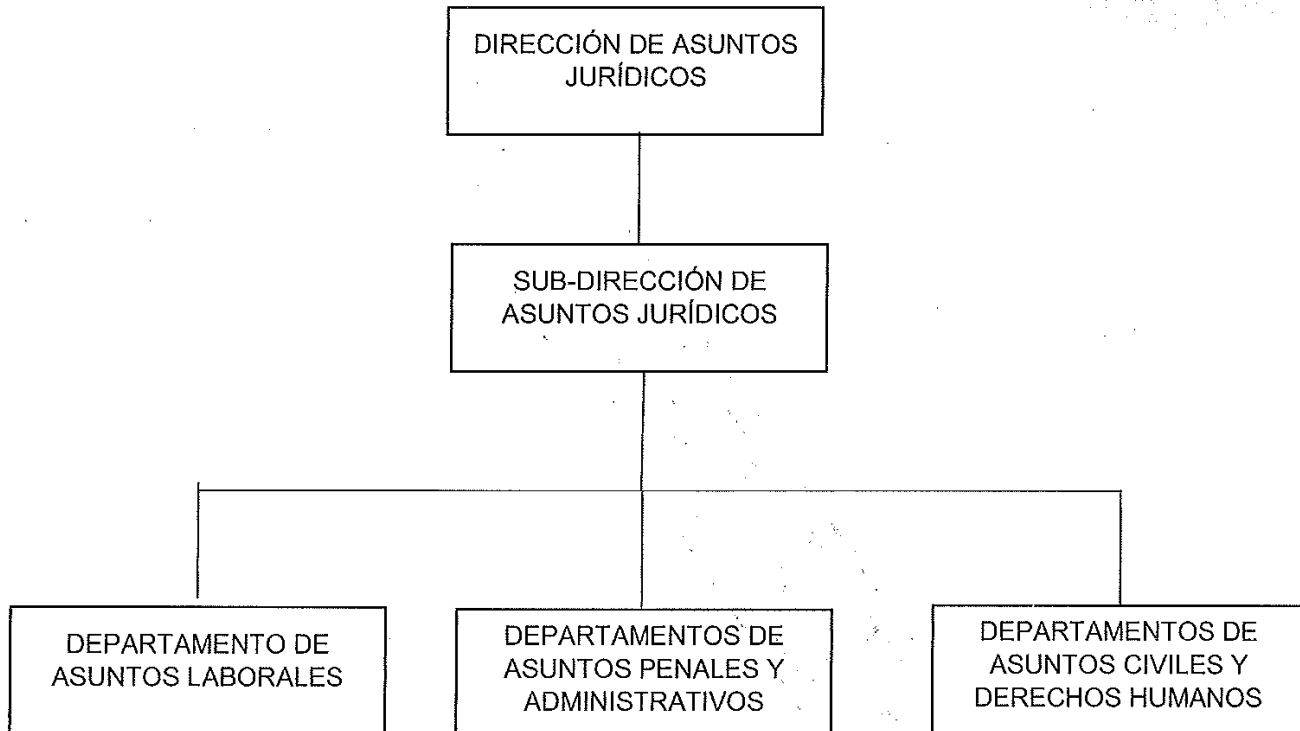 DIRECCIÓN DE ASUNTOS
JURÍDICOS
SUB-DIRECCIÓN DE
ASUNTOS JURÍDICOS
DEPARTAMENTO DE
ASUNTOS LABORALES
DEPARTAMENTOS DE
ASUNTOS PENALES Y
ADMINISTRATIVOS
DEPARTAMENTOS DE
ASUNTOS CIVILES Y
DERECHOS HUMANOS